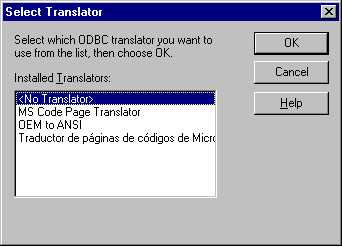 Select Translator
Select which ODBC translator you want to
use from the list, then choose OK.
OK
Cancel
Installed Translators:
Help
<No Translator>
MS Code Page Translator
OEM to ANSI
Traductor de páginas de códigos de Micro